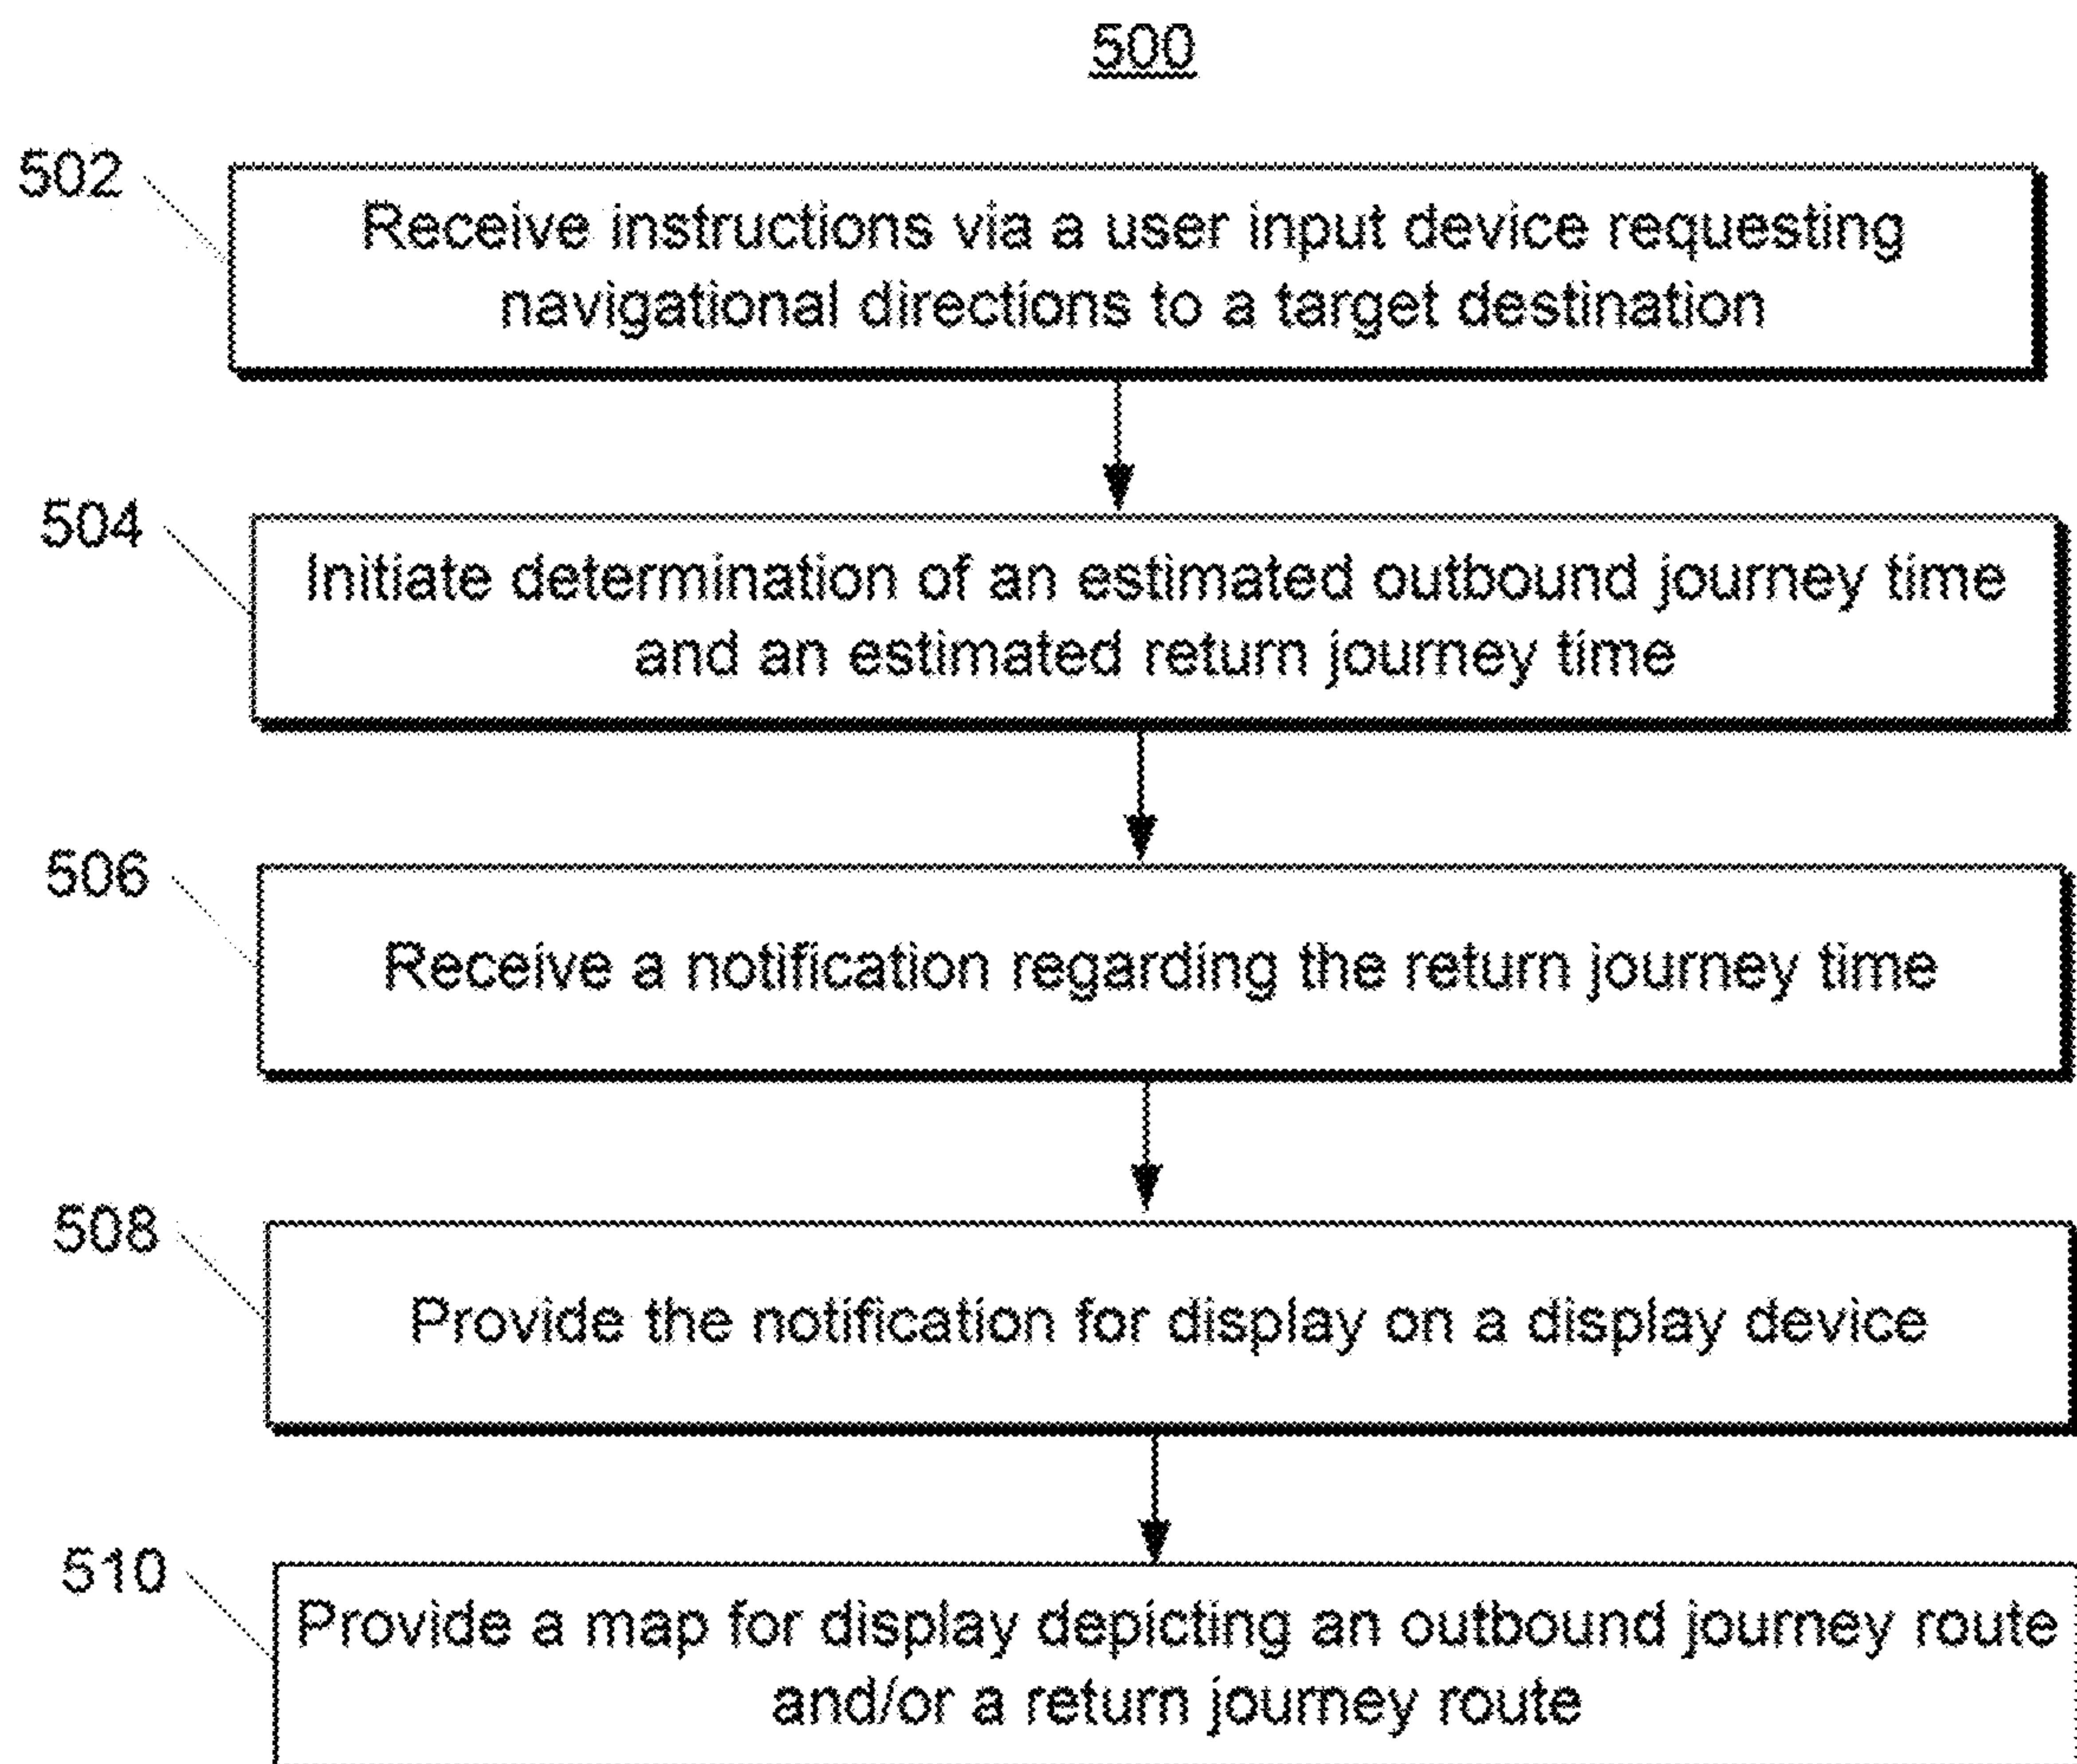 500
502
Receive instructions via a user input device requesting
navigational directions to a target destination
504
Initiate determination of an estimated outbound journey time
and an estimated return journey time
506
Receive a notification regarding the return journey time
508
Provide the notification for display on a display device
510
Provide a map for display depicting an outbound journey route
and/or a return journey route